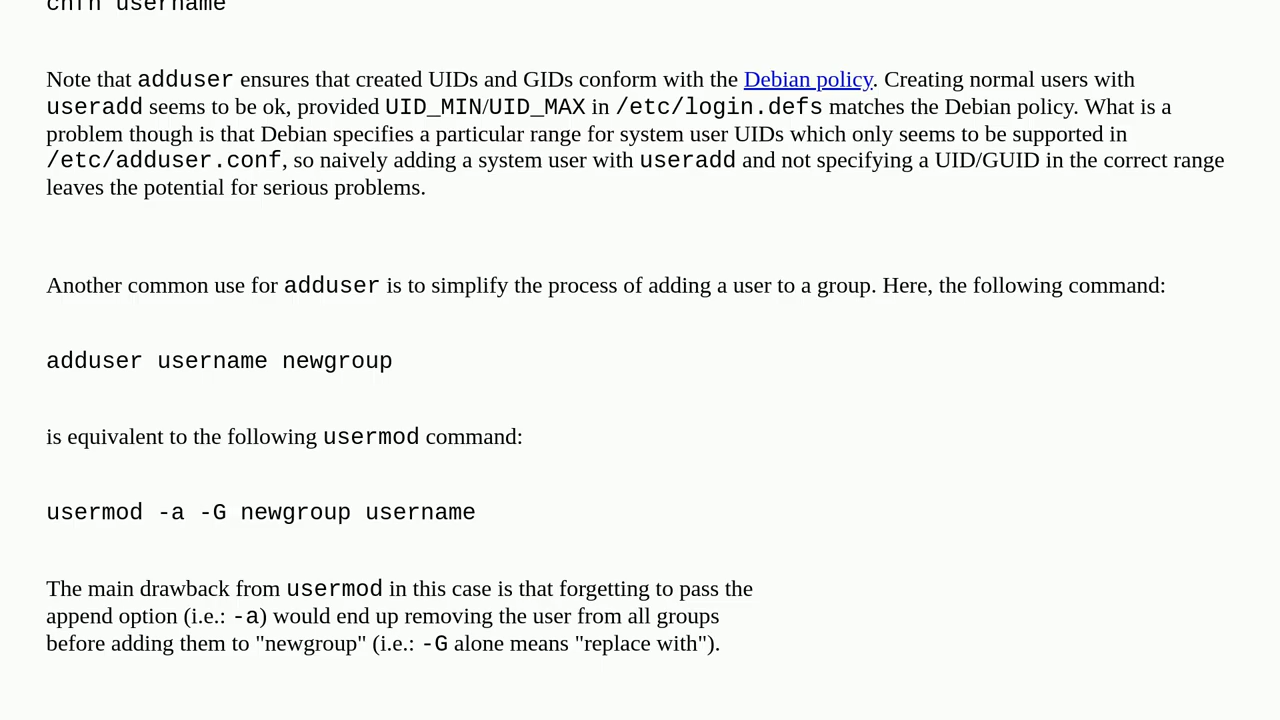 chfn username
Note that adduser ensures that created UIDs and GIDs conform with the Debian policy. Creating normal users with
useradd seems to be ok, provided UID_MIN/UID_MAX in /etc/login.defs matches the Debian policy. What is a
problem though is that Debian specifies a particular range for system user UIDs which only seems to be supported in
/etc/adduser.conf, so naively adding a system user with useradd and not specifying a UID/GUID in the correct range
leaves the potential for serious problems.
Another common use for adduser is to simplify the process of adding a user to a group. Here, the following command:
adduser username newgroup
is equivalent to the following usermod command:
usermod -a -G newgroup username
The main drawback from usermod in this case is that forgetting to pass the
append option (i.e.: -a) would end up removing the user from all groups
before adding them to "newgroup" (i.e.: -G alone means "replace with").